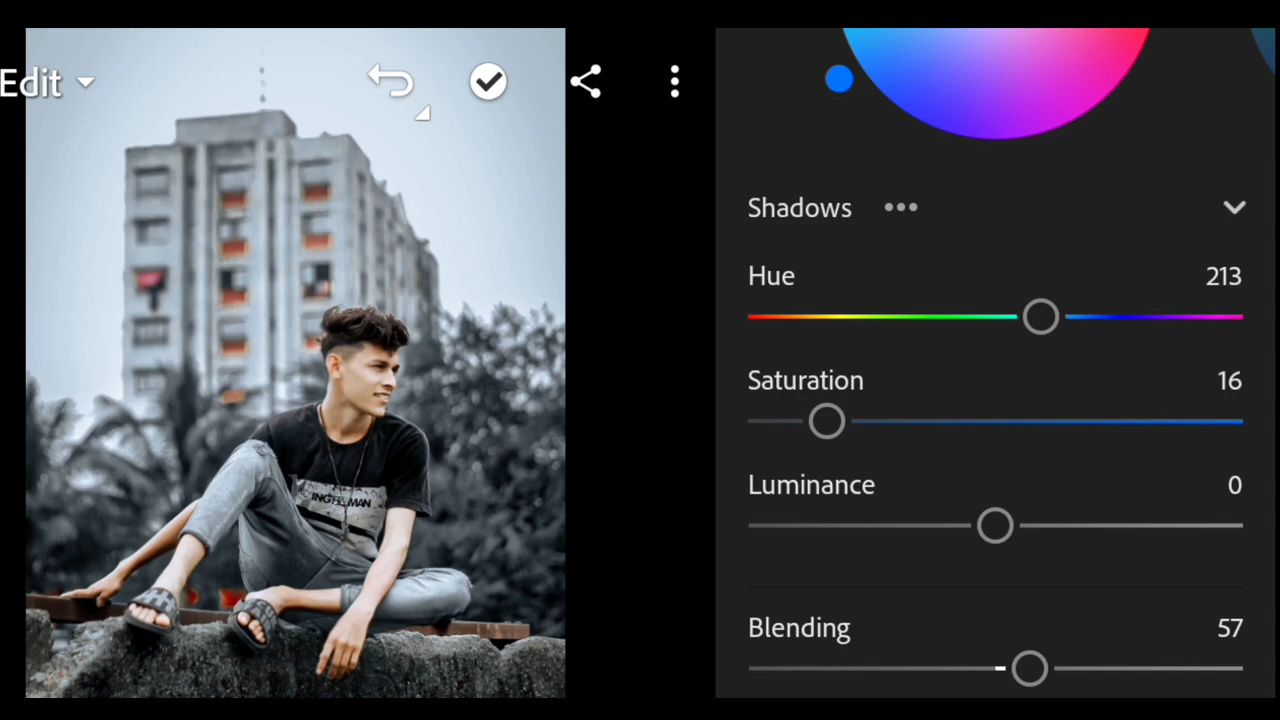 Edit
Shadows
Hue 213
Saturation 16
Luminance 0
Blending 57